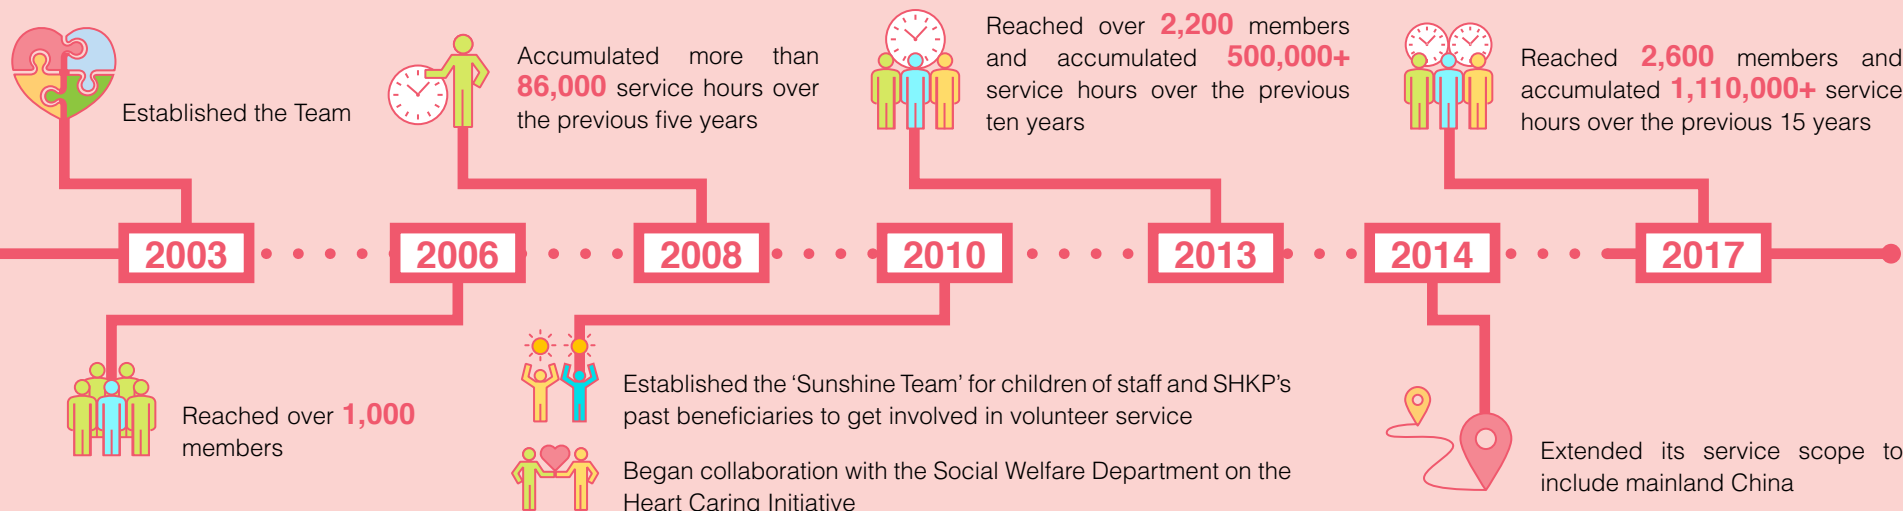 Established the Team
Accumulated more than
86,000 service hours over
the previous five years
Reached over 2,200 members
and accumulated 500,000+
service hours over the previous
ten years
Reached 2,600 members and
accumulated 1,110,000+ service
hours over the previous 15 years
2003
2006
2008
2010
2013
2014
2017
Reached over 1,000
members
Established the ‘Sunshine Team’ for children of staff and SHKP’s
past beneficiaries to get involved in volunteer service
Began collaboration with the Social Welfare Department on the
Heart Caring Initiative
Extended its service scope to
include mainland China